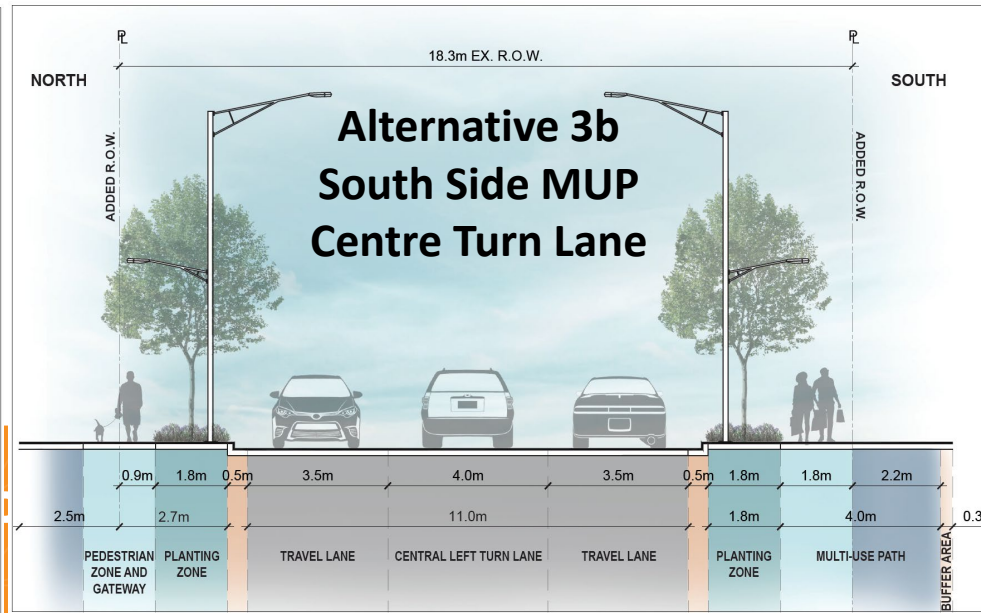 ℄
℄
18.3m EX. R.O.W.
NORTH
SOUTH
ADDED R.O.W.
ADDED R.O.W.
Alternative 3b
South Side MUP
Centre Turn Lane
0.9m 1.8m 0.5m 3.5m 4.0m 3.5m 0.5m 1.8m 1.8m 2.2m
2.5m 2.7m 11.0m 1.8m 4.0m 0.3
PEDESTRIAN
ZONE AND
GATEWAY
PLANTING
ZONE
TRAVEL LANE
CENTRAL LEFT TURN LANE
TRAVEL LANE
PLANTING
ZONE
MULTI-USE PATH
BUFFER AREA